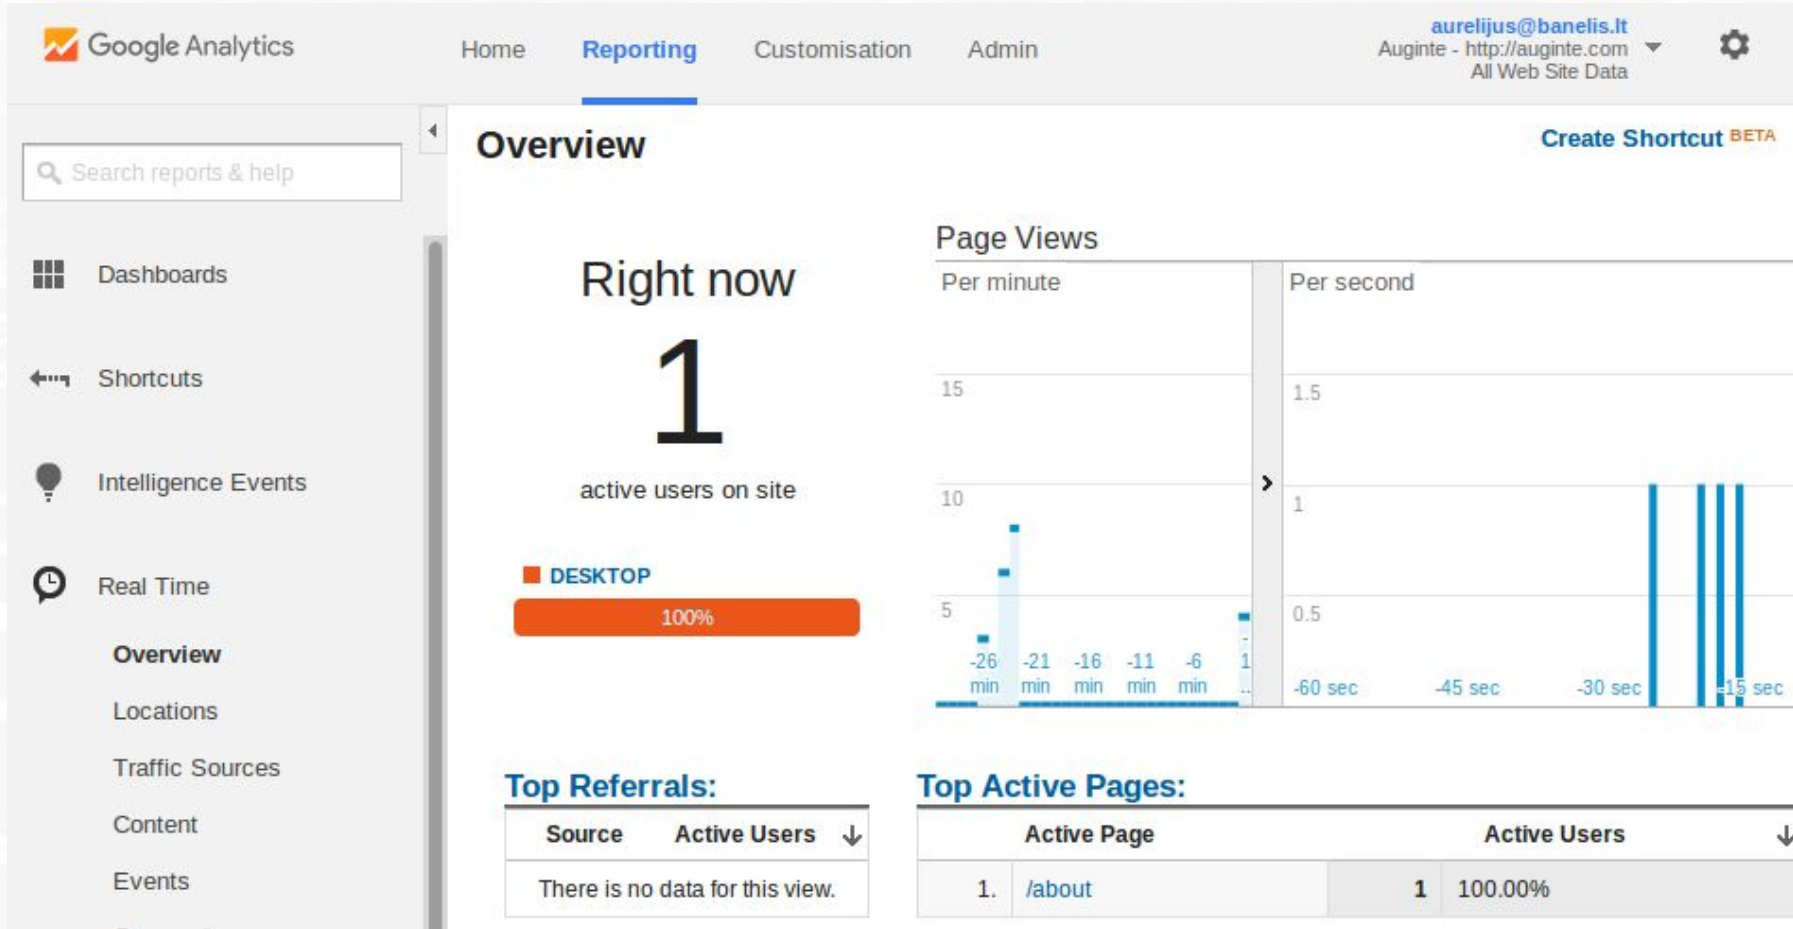 Google Analytics
Home
Reporting
Customisation
Admin
aurelijus@banelis.lt
Auginte - http://auginte.com
All Web Site Data
Search reports & help
Dashboards
Shortcuts
Intelligence Events
Real Time
Overview
Locations
Traffic Sources
Content
Events
Overview
Create Shortcut BETA
Right now
1
active users on site
DESKTOP
100%
Page Views
Per minute
15
10
5
-26 min
-21 min
-16 min
-11 min
-6 min
- 1 ...
Per second
1.5
1
0.5
-60 sec
-45 sec
-30 sec
-15 sec
Top Referrals:
Source Active Users
There is no data for this view.
Top Active Pages:
Active Page Active Users
1. /about 1 100.00%